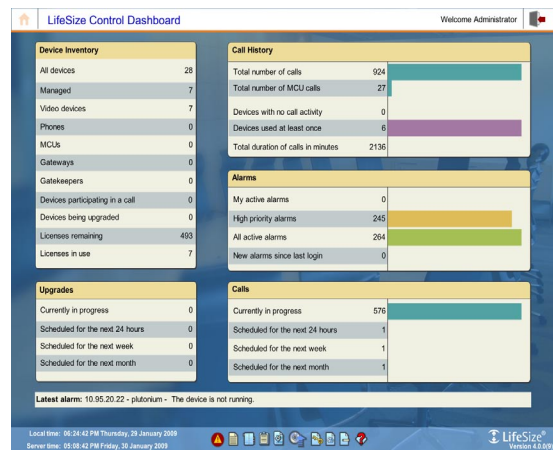 LifeSize Control Dashboard
Welcome Administrator
Device Inventory
All devices 28
Managed 7
Video devices 7
Phones 0
MCUs 0
Gateways 0
Gatekeepers 0
Devices participating in a call 0
Devices being upgraded 0
Licenses remaining 493
Licenses in use 7
Call History
Total number of calls 924
Total number of MCU calls 27
Devices with no call activity 0
Devices used at least once 6
Total duration of calls in minutes 2136
Alarms
My active alarms 0
High priority alarms 245
All active alarms 264
New alarms since last login 0
Upgrades
Currently in progress 0
Scheduled for the next 24 hours 0
Scheduled for the next week 0
Scheduled for the next month 0
Calls
Currently in progress 576
Scheduled for the next 24 hours 1
Scheduled for the next week 1
Scheduled for the next month 1
Latest alarm: 10.95.20.22 - plutonium - The device is not running.
Local time: 06:24:42 PM Thursday, 29 January 2009
Server time: 05:08:42 PM Friday, 30 January 2009
LifeSize®
Version 4.0.0(9)